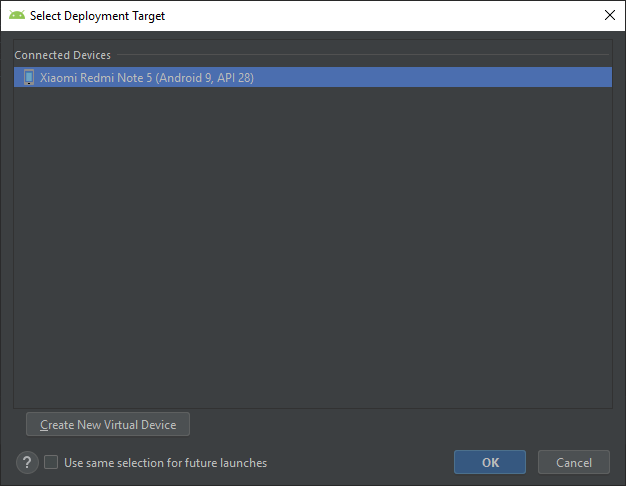 Select Deployment Target
Connected Devices
Xiaomi Redmi Note 5 (Android 9, API 28)
Create New Virtual Device
? Use same selection for future launches
OK Cancel